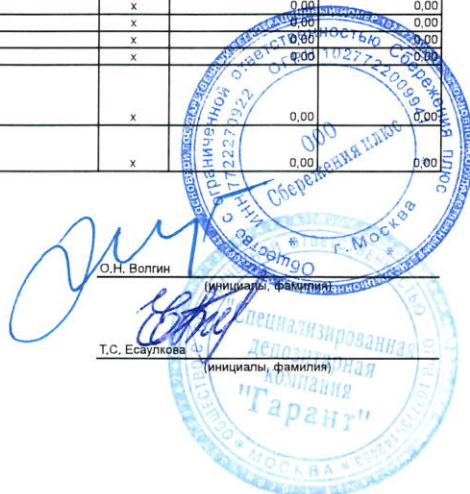 х 0,00 0,00
х 0,00 0,00
х 0,00 0,00
х 0,00 0,00
х 0,00 0,00
х 0,00 0,00
Общество с ограниченной ответственностью Сбережения плюс
ООО
Сбережения плюс
г. Москва
О.Н. Волгин
(инициалы, фамилия)
"Специализированная
депозитарная
компания
"Гарант"
МОСКВА
Т.С. Есаулкова
(инициалы, фамилия)